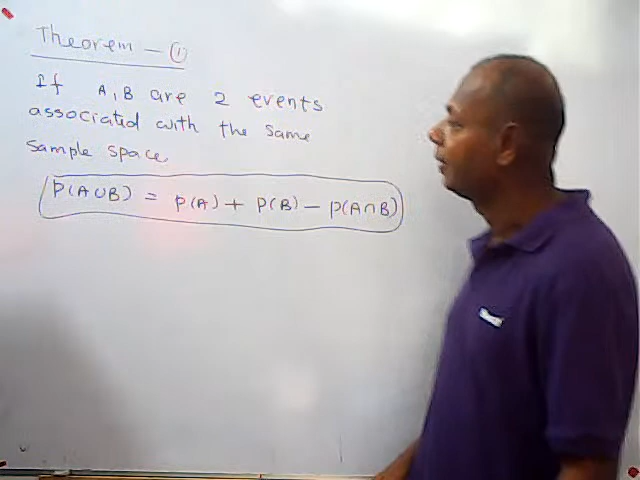 Theorem - ①
If A, B are 2 events
associated with the same
sample space
P(A∪B) = P(A) + P(B) - P(A∩B)